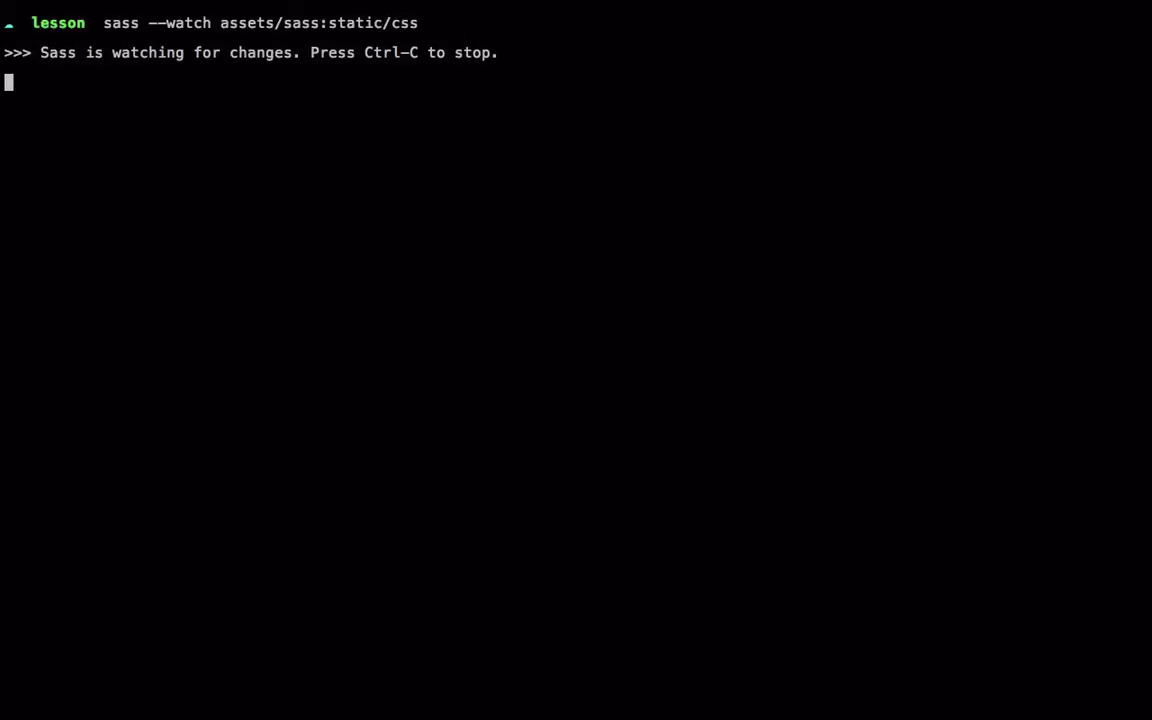 lesson sass --watch assets/sass:static/css
>>> Sass is watching for changes. Press Ctrl-C to stop.